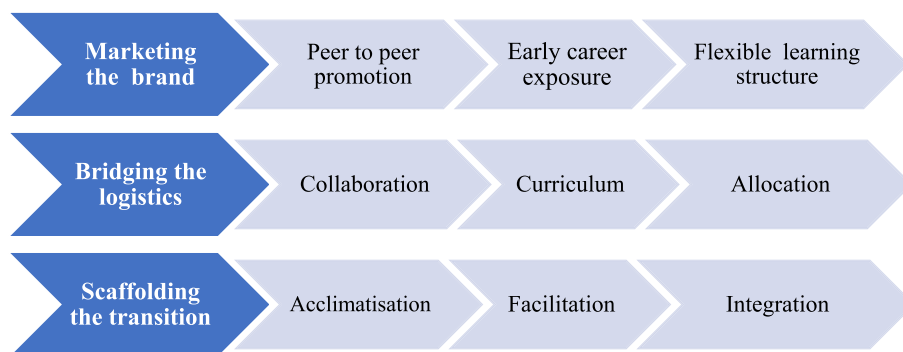 Marketing
the brand
Peer to peer
promotion
Early career
exposure
Flexible learning
structure
Bridging the
logistics
Collaboration
Curriculum
Allocation
Scaffolding
the transition
Acclimatisation
Facilitation
Integration